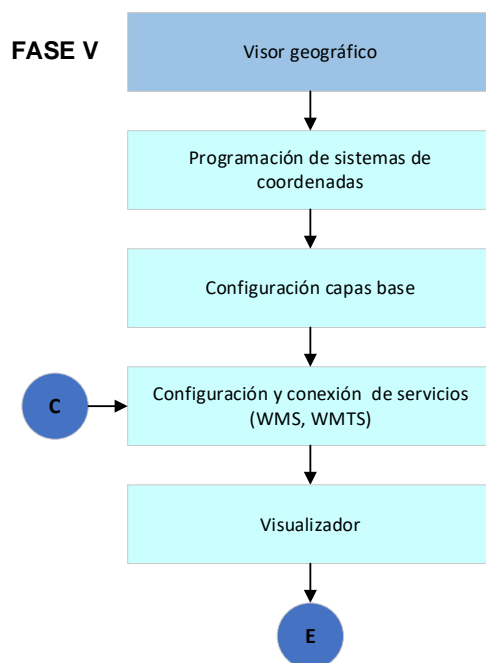 FASE V
Visor geográfico
Programación de sistemas de
coordenadas
Configuración capas base
C
Configuración y conexión de servicios
(WMS, WMTS)
Visualizador
E